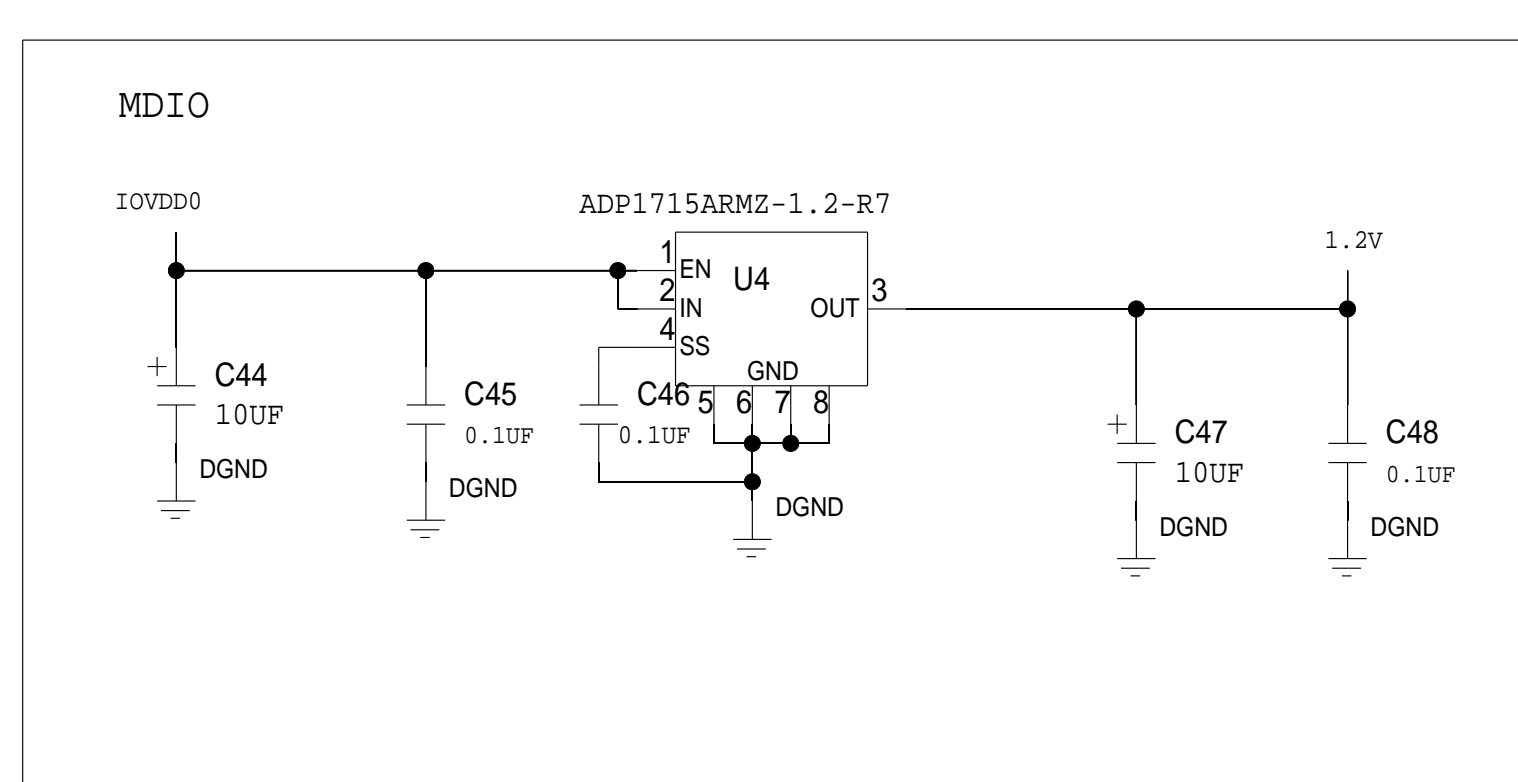 MDIO
IOVDD0
ADP1715ARMZ-1.2-R7
1.2V
1
EN
U4
2
IN
OUT
3
4
SS
GND
5
6
7
8
+
C44
10UF
DGND
C45
0.1UF
DGND
C46
0.1UF
DGND
+
C47
10UF
DGND
C48
0.1UF
DGND